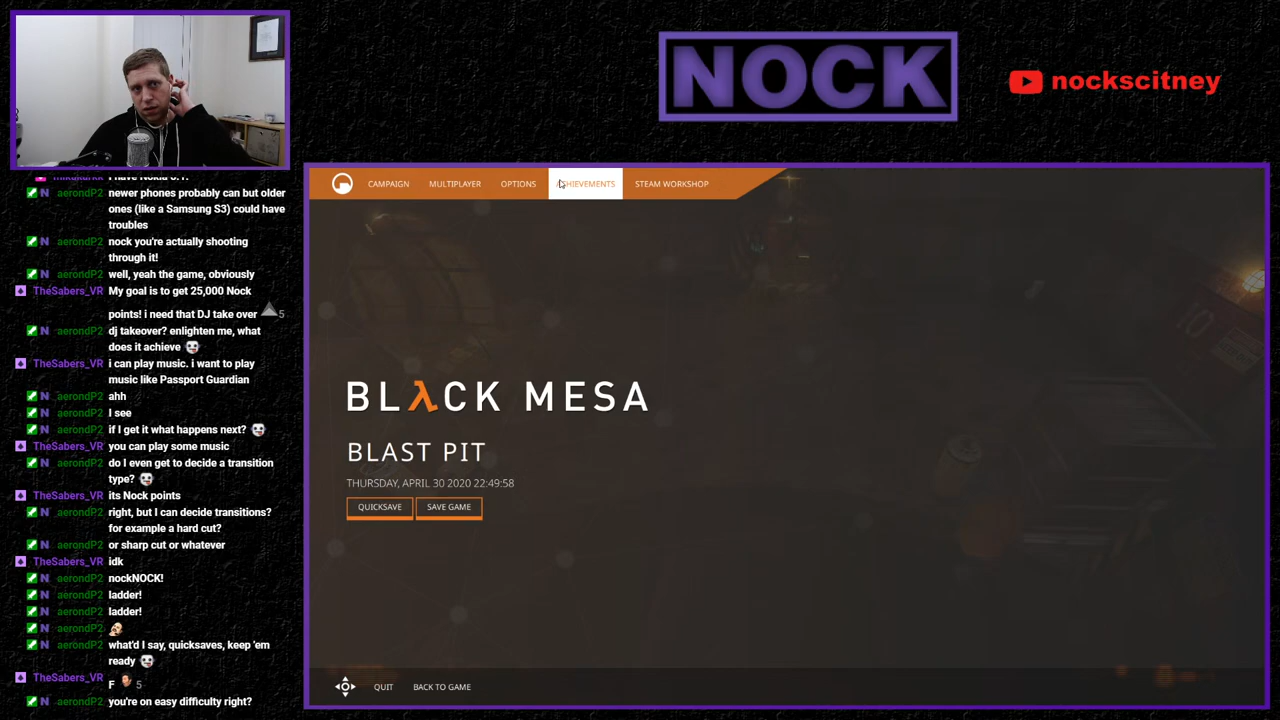 NOCK
nockscitney
I have Nokia 3.1.
aerondP2 newer phones probably can but older
ones (like a Samsung S3) could have
troubles
aerondP2 nock you're actually shooting
through it!
aerondP2 well, yeah the game, obviously
TheSabers_VR My goal is to get 25,000 Nock
points! i need that DJ take over 5
aerondP2 dj takeover? enlighten me, what
does it achieve
TheSabers_VR i can play music. i want to play
music like Passport Guardian
aerondP2 ahh
aerondP2 I see
aerondP2 if I get it what happens next?
TheSabers_VR you can play some music
aerondP2 do I even get to decide a transition
type?
TheSabers_VR its Nock points
aerondP2 right, but I can decide transitions?
for example a hard cut?
aerondP2 or sharp cut or whatever
TheSabers_VR idk
aerondP2 nockNOCK!
aerondP2 ladder!
aerondP2 ladder!
aerondP2
aerondP2 what'd I say, quicksaves, keep 'em
ready
TheSabers_VR F 5
aerondP2 you're on easy difficulty right?
CAMPAIGN MULTIPLAYER OPTIONS ACHIEVEMENTS STEAM WORKSHOP
BLλCK MESA
BLAST PIT
THURSDAY, APRIL 30 2020 22:49:58
QUICKSAVE SAVE GAME
QUIT BACK TO GAME